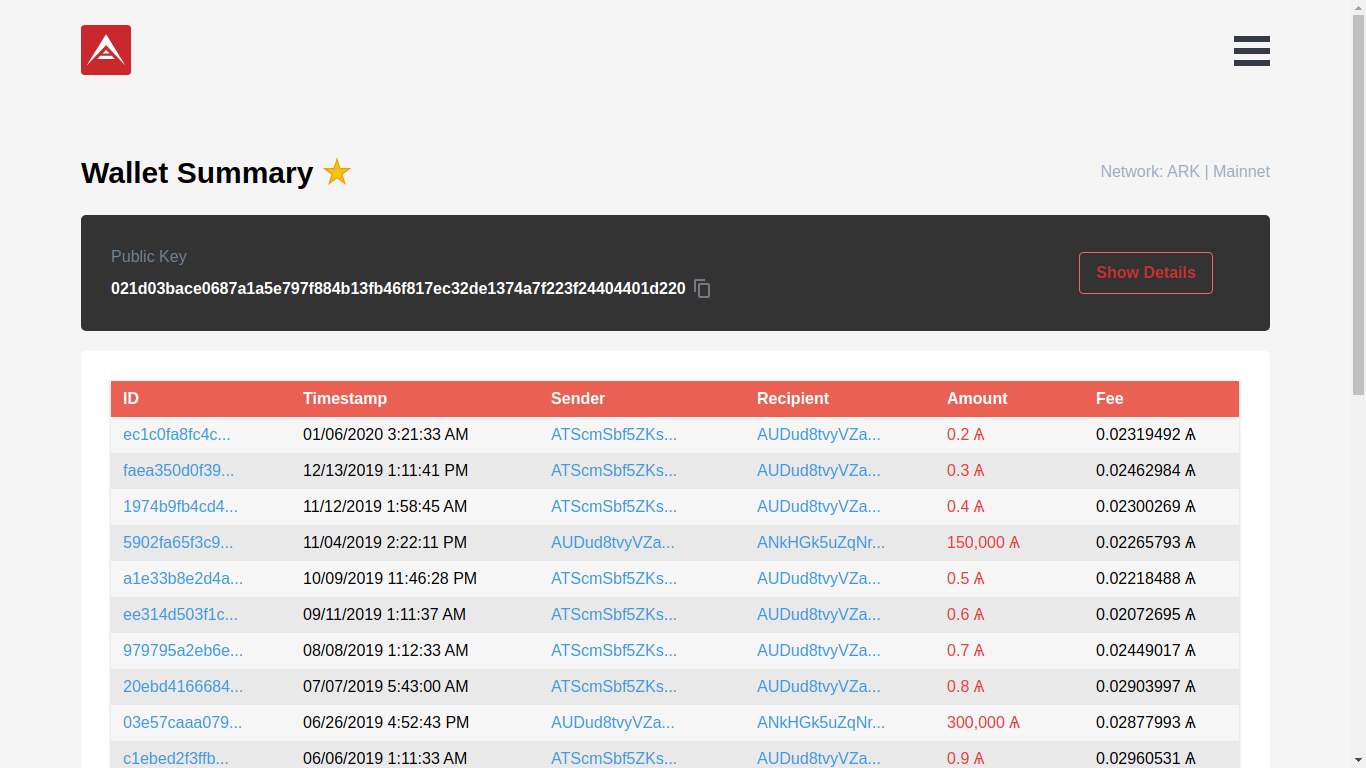 Wallet Summary
Network: ARK | Mainnet
Public Key
021d03bace0687a1a5e797f884b13fb46f817ec32de1374a7f223f24404401d220
Show Details
ID Timestamp Sender Recipient Amount Fee
ec1c0fa8fc4c... 01/06/2020 3:21:33 AM ATScmSbf5ZKs... AUDud8tvyVZa... 0.2 Ѧ 0.02319492 Ѧ
faea350d0f39... 12/13/2019 1:11:41 PM ATScmSbf5ZKs... AUDud8tvyVZa... 0.3 Ѧ 0.02462984 Ѧ
1974b9fb4cd4... 11/12/2019 1:58:45 AM ATScmSbf5ZKs... AUDud8tvyVZa... 0.4 Ѧ 0.02300269 Ѧ
5902fa65f3c9... 11/04/2019 2:22:11 PM AUDud8tvyVZa... ANkHGk5uZqNr... 150,000 Ѧ 0.02265793 Ѧ
a1e33b8e2d4a... 10/09/2019 11:46:28 PM ATScmSbf5ZKs... AUDud8tvyVZa... 0.5 Ѧ 0.02218488 Ѧ
ee314d503f1c... 09/11/2019 1:11:37 AM ATScmSbf5ZKs... AUDud8tvyVZa... 0.6 Ѧ 0.02072695 Ѧ
979795a2eb6e... 08/08/2019 1:12:33 AM ATScmSbf5ZKs... AUDud8tvyVZa... 0.7 Ѧ 0.02449017 Ѧ
20ebd4166684... 07/07/2019 5:43:00 AM ATScmSbf5ZKs... AUDud8tvyVZa... 0.8 Ѧ 0.02903997 Ѧ
03e57caaa079... 06/26/2019 4:52:43 PM AUDud8tvyVZa... ANkHGk5uZqNr... 300,000 Ѧ 0.02877993 Ѧ
c1ebed2f3ffb... 06/06/2019 1:11:33 AM ATScmSbf5ZKs... AUDud8tvyVZa... 0.9 Ѧ 0.02960531 Ѧ